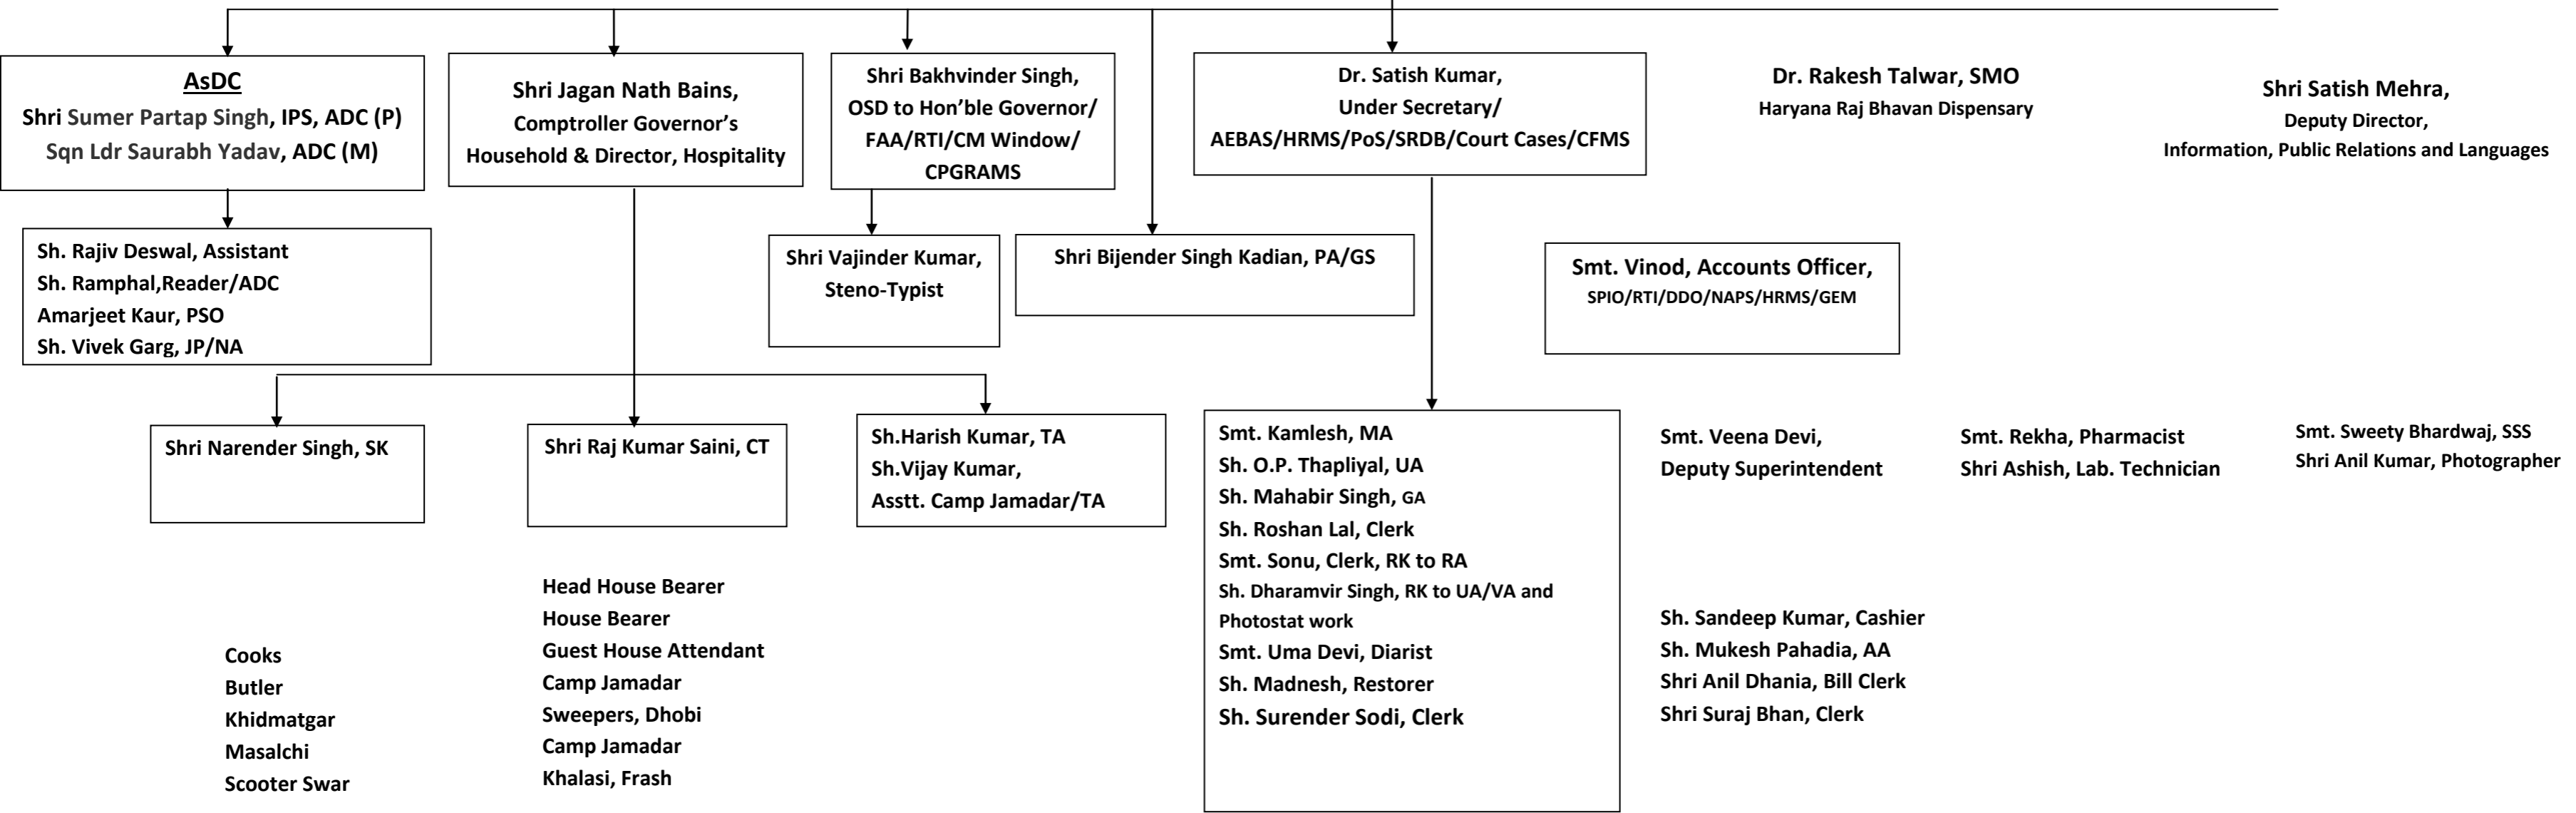 AsDC
Shri Sumer Partap Singh, IPS, ADC (P)
Sqn Ldr Saurabh Yadav, ADC (M)
Shri Jagan Nath Bains,
Comptroller Governor’s
Household & Director, Hospitality
Shri Bakhvinder Singh,
OSD to Hon’ble Governor/
FAA/RTI/CM Window/
CPGRAMS
Dr. Satish Kumar,
Under Secretary/
AEBAS/HRMS/PoS/SRDB/Court Cases/CFMS
Dr. Rakesh Talwar, SMO
Haryana Raj Bhavan Dispensary
Shri Satish Mehra,
Deputy Director,
Information, Public Relations and Languages
Sh. Rajiv Deswal, Assistant
Sh. Ramphal,Reader/ADC
Amarjeet Kaur, PSO
Sh. Vivek Garg, JP/NA
Shri Vajinder Kumar,
Steno-Typist
Shri Bijender Singh Kadian, PA/GS
Smt. Vinod, Accounts Officer,
SPIO/RTI/DDO/NAPS/HRMS/GEM
Shri Narender Singh, SK
Shri Raj Kumar Saini, CT
Sh.Harish Kumar, TA
Sh.Vijay Kumar,
Asstt. Camp Jamadar/TA
Smt. Kamlesh, MA
Sh. O.P. Thapliyal, UA
Sh. Mahabir Singh, GA
Sh. Roshan Lal, Clerk
Smt. Sonu, Clerk, RK to RA
Sh. Dharamvir Singh, RK to UA/VA and
Photostat work
Smt. Uma Devi, Diarist
Sh. Madnesh, Restorer
Sh. Surender Sodi, Clerk
Smt. Veena Devi,
Deputy Superintendent
Smt. Rekha, Pharmacist
Shri Ashish, Lab. Technician
Smt. Sweety Bhardwaj, SSS
Shri Anil Kumar, Photographer
Cooks
Butler
Khidmatgar
Masalchi
Scooter Swar
Head House Bearer
House Bearer
Guest House Attendant
Camp Jamadar
Sweepers, Dhobi
Camp Jamadar
Khalasi, Frash
Sh. Sandeep Kumar, Cashier
Sh. Mukesh Pahadia, AA
Shri Anil Dhania, Bill Clerk
Shri Suraj Bhan, Clerk